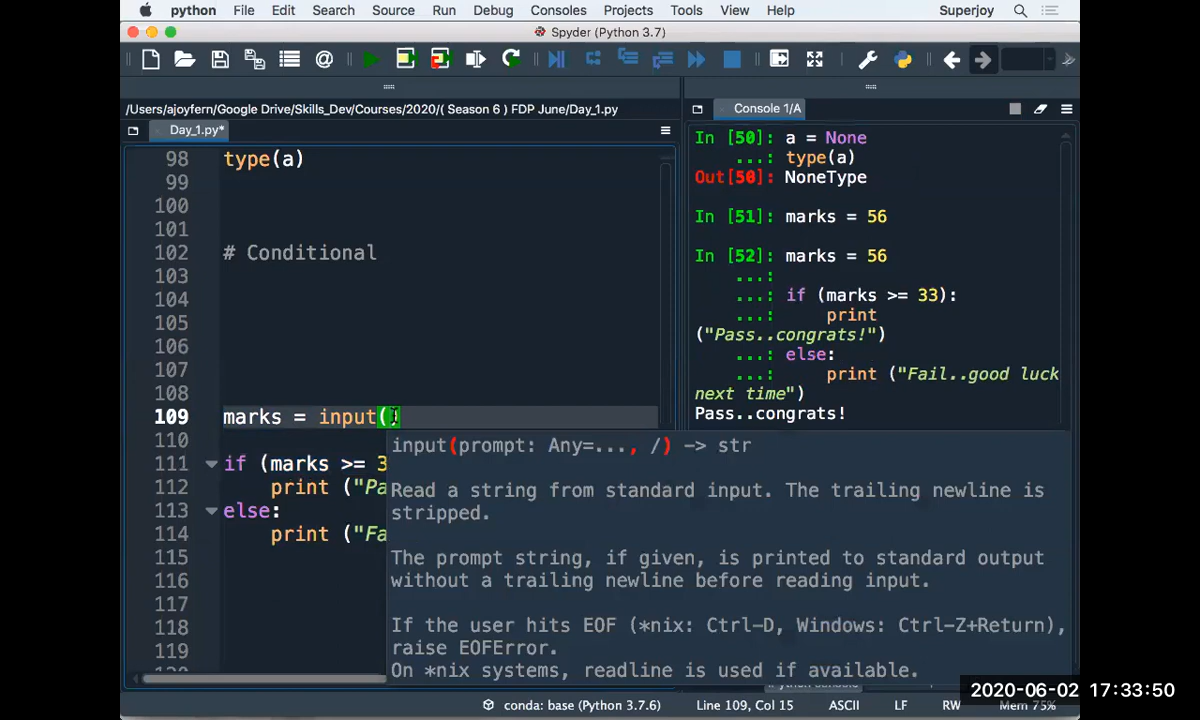 python File Edit Search Source Run Debug Consoles Projects Tools View Help Superjoy
Spyder (Python 3.7)
/Users/ajoyfern/Google Drive/Skills_Dev/Courses/2020/( Season 6 ) FDP June/Day_1.py
Day_1.py*
98 type(a)
99
100
101
102 # Conditional
103
104
105
106
107
108
109 marks = input()
110
111 if (marks >= 3
112 print ("Pa
113 else:
114 print ("Fa
115
116
117
118
119
input(prompt: Any=..., /) -> str
Read a string from standard input. The trailing newline is
stripped.
The prompt string, if given, is printed to standard output
without a trailing newline before reading input.
If the user hits EOF (*nix: Ctrl-D, Windows: Ctrl-Z+Return),
raise EOFError.
On *nix systems, readline is used if available.
Console 1/A
In [50]: a = None
...: type(a)
Out[50]: NoneType
In [51]: marks = 56
In [52]: marks = 56
...:
...: if (marks >= 33):
...: print
("Pass..congrats!")
...: else:
...: print ("Fail..good luck
next time")
Pass..congrats!
conda: base (Python 3.7.6) Line 109, Col 15 ASCII LF RW Mem 75%
2020-06-02 17:33:50